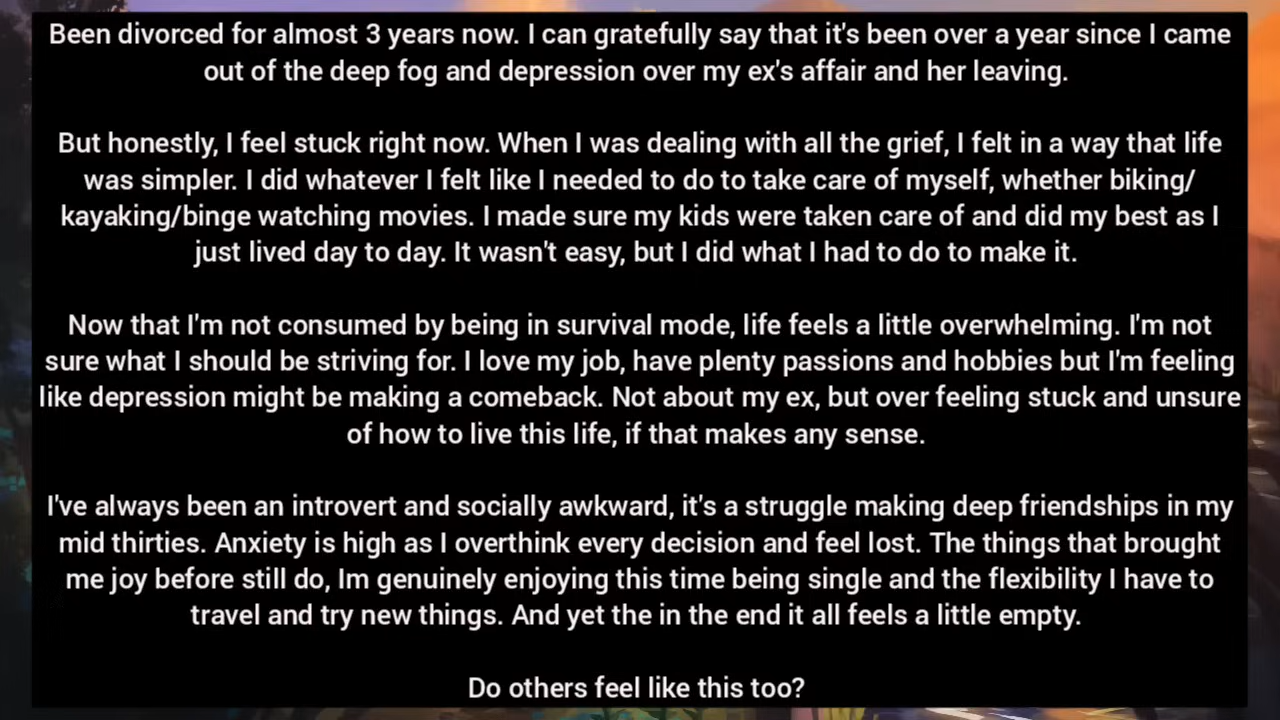 Been divorced for almost 3 years now. I can gratefully say that it's been over a year since I came
out of the deep fog and depression over my ex's affair and her leaving.
But honestly, I feel stuck right now. When I was dealing with all the grief, I felt in a way that life
was simpler. I did whatever I felt like I needed to do to take care of myself, whether biking/
kayaking/binge watching movies. I made sure my kids were taken care of and did my best as I
just lived day to day. It wasn't easy, but I did what I had to do to make it.
Now that I'm not consumed by being in survival mode, life feels a little overwhelming. I'm not
sure what I should be striving for. I love my job, have plenty passions and hobbies but I'm feeling
like depression might be making a comeback. Not about my ex, but over feeling stuck and unsure
of how to live this life, if that makes any sense.
I've always been an introvert and socially awkward, it's a struggle making deep friendships in my
mid thirties. Anxiety is high as I overthink every decision and feel lost. The things that brought
me joy before still do, Im genuinely enjoying this time being single and the flexibility I have to
travel and try new things. And yet the in the end it all feels a little empty.
Do others feel like this too?